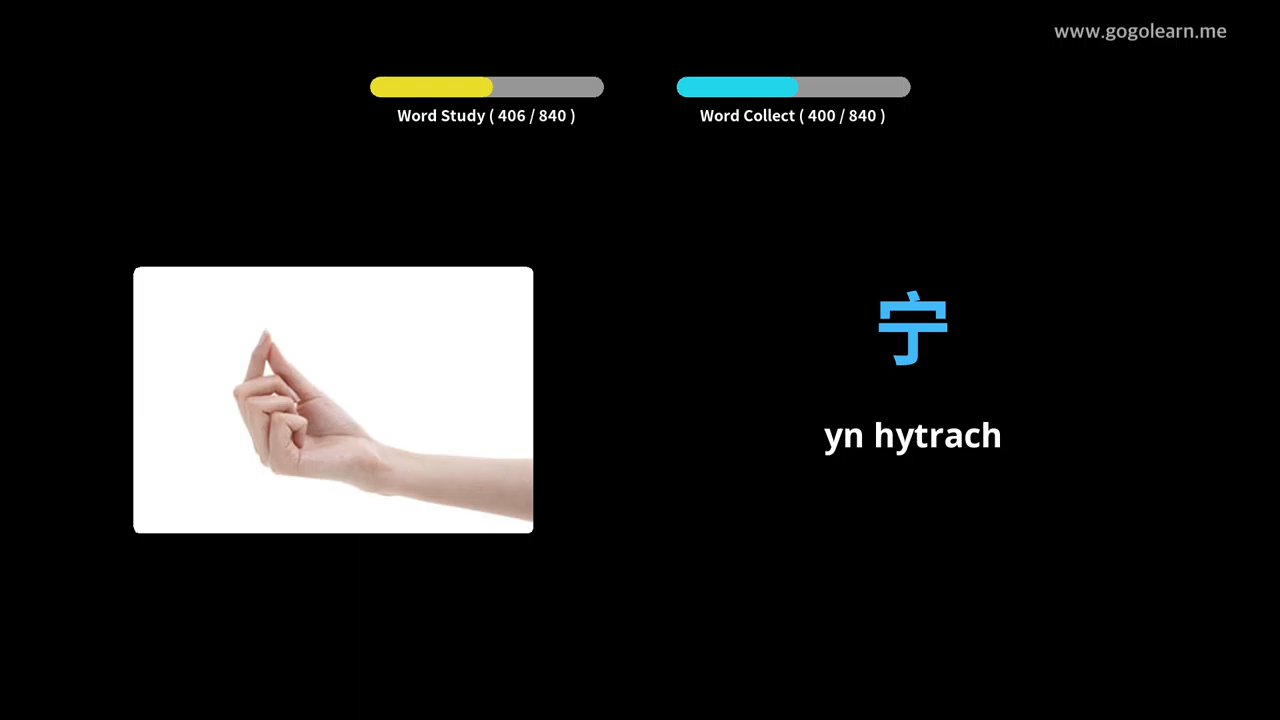 www.gogolearn.me
Word Study ( 406 / 840 )
Word Collect ( 400 / 840 )
宁
yn hytrach